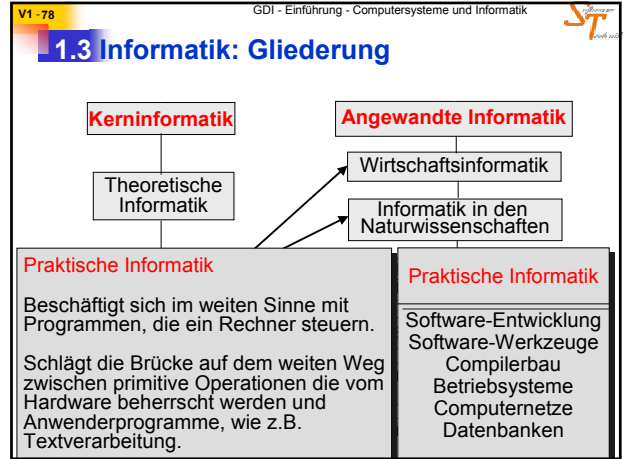 V1 -78
GDI - Einführung - Computersysteme und Informatik
1.3 Informatik: Gliederung
Kerninformatik
Angewandte Informatik
Theoretische
Informatik
Wirtschaftsinformatik
Informatik in den
Naturwissenschaften
Praktische Informatik
Beschäftigt sich im weiten Sinne mit
Programmen, die ein Rechner steuern.
Schlägt die Brücke auf dem weiten Weg
zwischen primitive Operationen die vom
Hardware beherrscht werden und
Anwenderprogramme, wie z.B.
Textverarbeitung.
Praktische Informatik
Software-Entwicklung
Software-Werkzeuge
Compilerbau
Betriebsysteme
Computernetze
Datenbanken